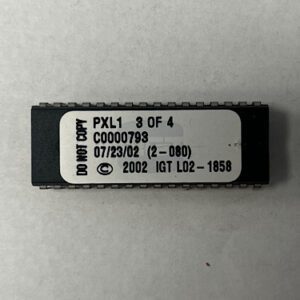 DO NOT COPY
PXL1 3 OF 4
C0000793
07/23/02 (2-080)
© 2002 IGT L02-1858